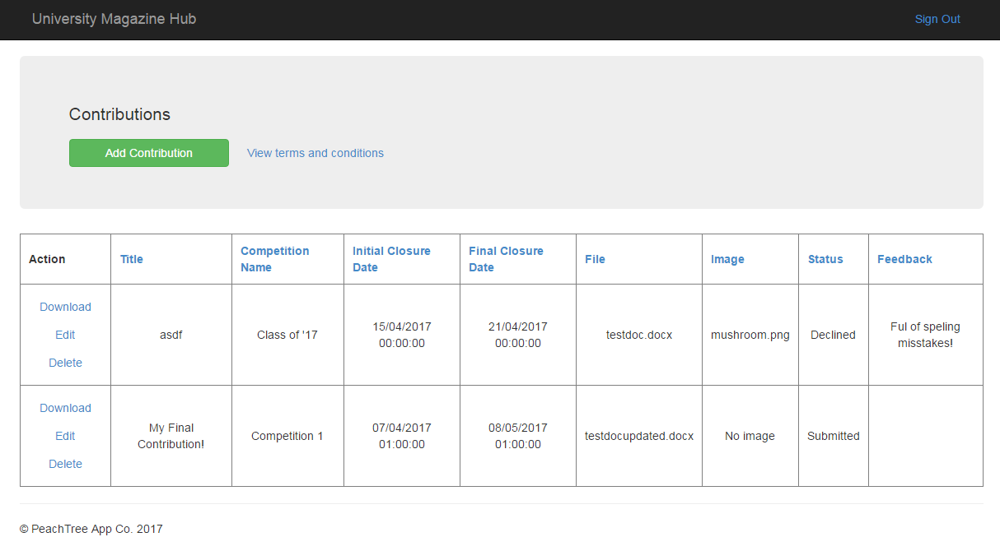 University Magazine Hub
Sign Out
Contributions
Add Contribution
View terms and conditions
Action
Title
Competition
Name
Initial Closure
Date
Final Closure
Date
File
Image
Status
Feedback
Download
Edit
Delete
asdf
Class of '17
15/04/2017
00:00:00
21/04/2017
00:00:00
testdoc.docx
mushroom.png
Declined
Ful of speling
misstakes!
Download
Edit
Delete
My Final
Contribution!
Competition 1
07/04/2017
01:00:00
08/05/2017
01:00:00
testdocupdated.docx
No image
Submitted
© PeachTree App Co. 2017